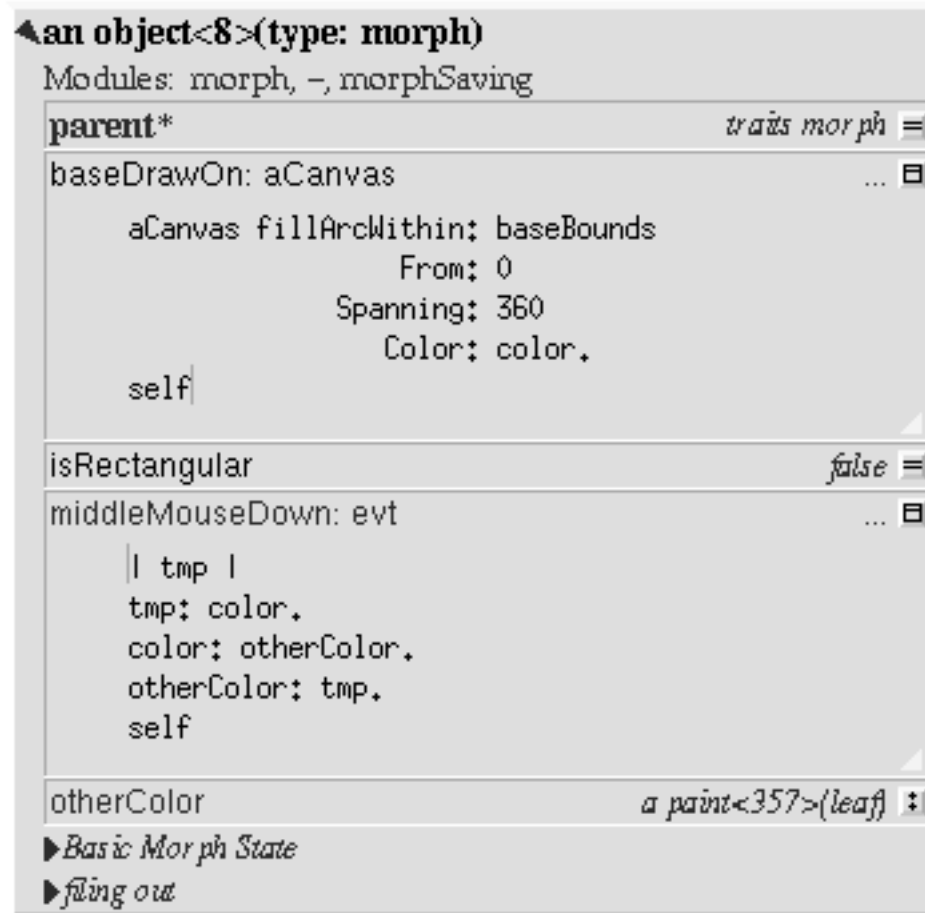 an object<8>(type: morph)
Modules: morph, –, morphSaving
parent* traits morph =
baseDrawOn: aCanvas ...
aCanvas fillArcWithin: baseBounds
From: 0
Spanning: 360
Color: color.
self
isRectangular false =
middleMouseDown: evt ...
| tmp |
tmp: color.
color: otherColor.
otherColor: tmp.
self
otherColor a paint<357>(leaf) :
Basic Morph State
filing out